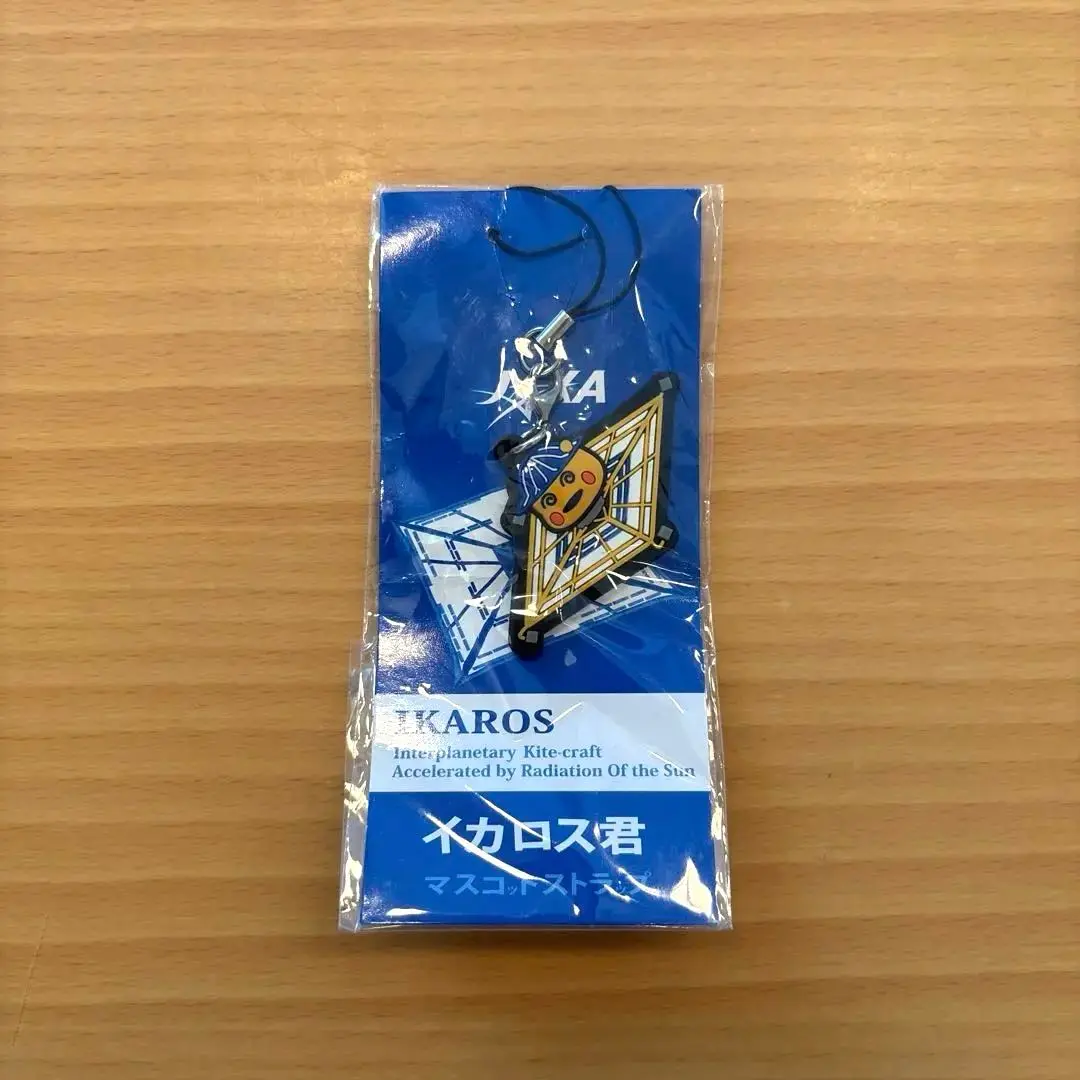 JAXA
IKAROS
Interplanetary Kite-craft
Accelerated by Radiation Of the Sun
イカロス君
マスコットストラップ